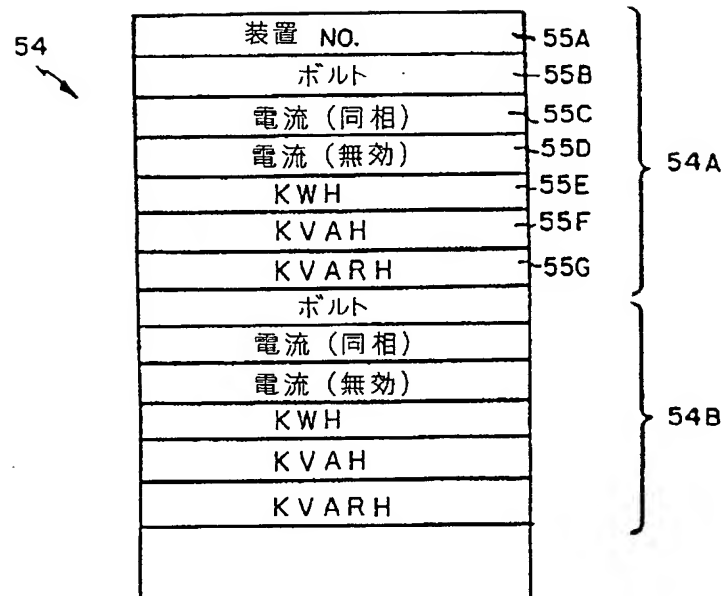 54
装置 NO. 55A
ボルト 55B
電流（同相） 55C
電流（無効） 55D
54A
KWH 55E
KVAH 55F
KVARH 55G
ボルト
電流（同相）
電流（無効）
KWH
54B
KVAH
KVARH